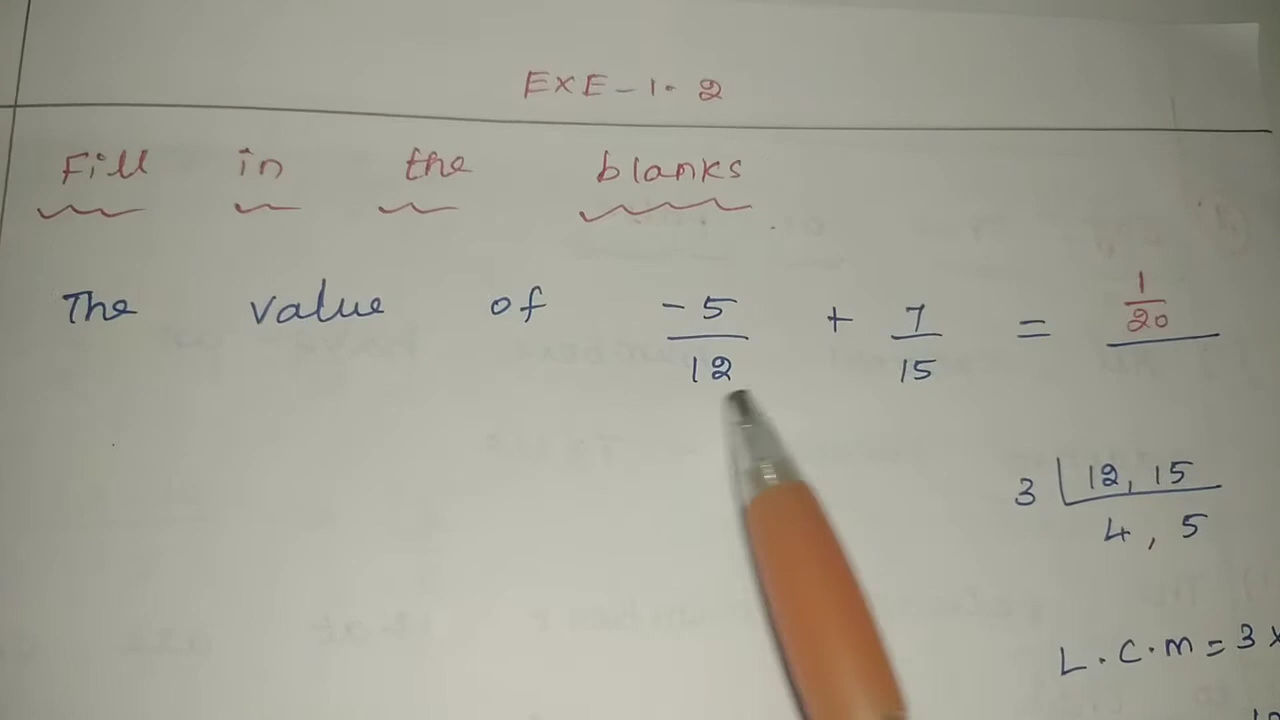 EXE-1.2
Fill in the blanks
The value of -5/12 + 7/15 = 1/20
3 | 12, 15
4, 5
L.C.M = 3 ×